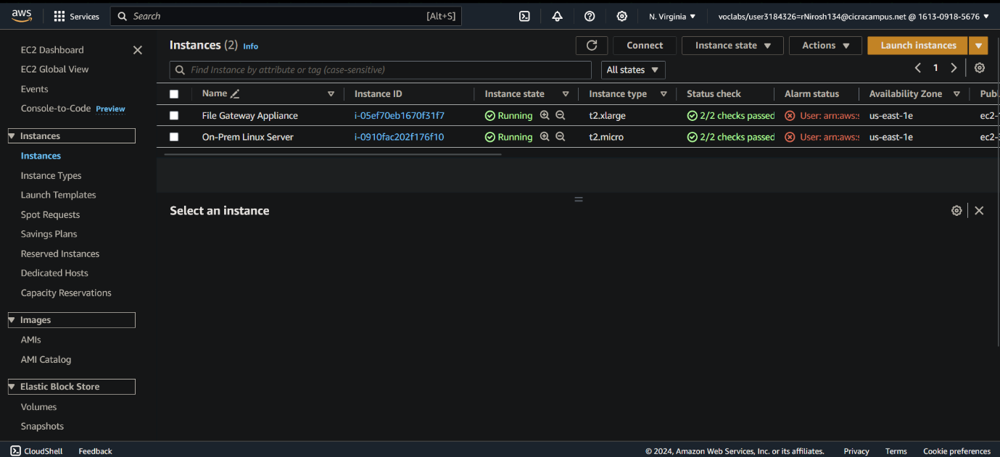 aws Services Search [Alt+S] N. Virginia voclabs/user3184326=rNirosh134@cicracampus.net @ 1613-0918-5676
EC2 Dashboard
EC2 Global View
Events
Console-to-Code Preview
Instances
Instances
Instance Types
Launch Templates
Spot Requests
Savings Plans
Reserved Instances
Dedicated Hosts
Capacity Reservations
Images
AMIs
AMI Catalog
Elastic Block Store
Volumes
Snapshots
Instances (2) Info Connect Instance state Actions Launch instances
Find Instance by attribute or tag (case-sensitive) All states 1
Name Instance ID Instance state Instance type Status check Alarm status Availability Zone Publ
File Gateway Appliance i-05ef70eb1670f31f7 Running t2.xlarge 2/2 checks passed User: arn:aws:s us-east-1e ec2-
On-Prem Linux Server i-0910fac202f176f10 Running t2.micro 2/2 checks passed User: arn:aws:s us-east-1e ec2-
Select an instance
CloudShell Feedback © 2024, Amazon Web Services, Inc. or its affiliates. Privacy Terms Cookie preferences